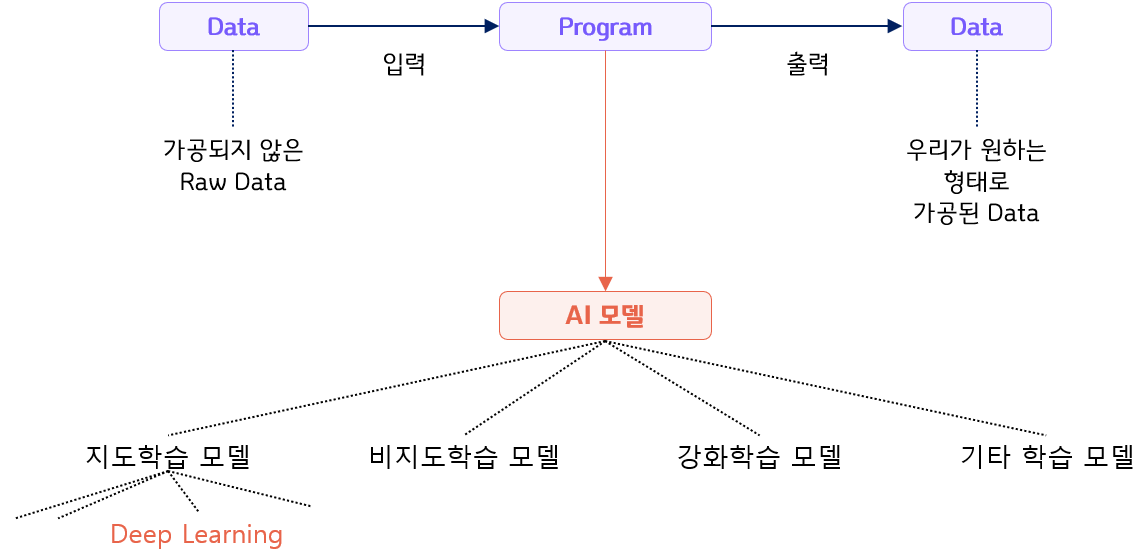 Data
Program
Data
입력
출력
가공되지 않은
Raw Data
우리가 원하는
형태로
가공된 Data
AI 모델
지도학습 모델
비지도학습 모델
강화학습 모델
기타 학습 모델
Deep Learning